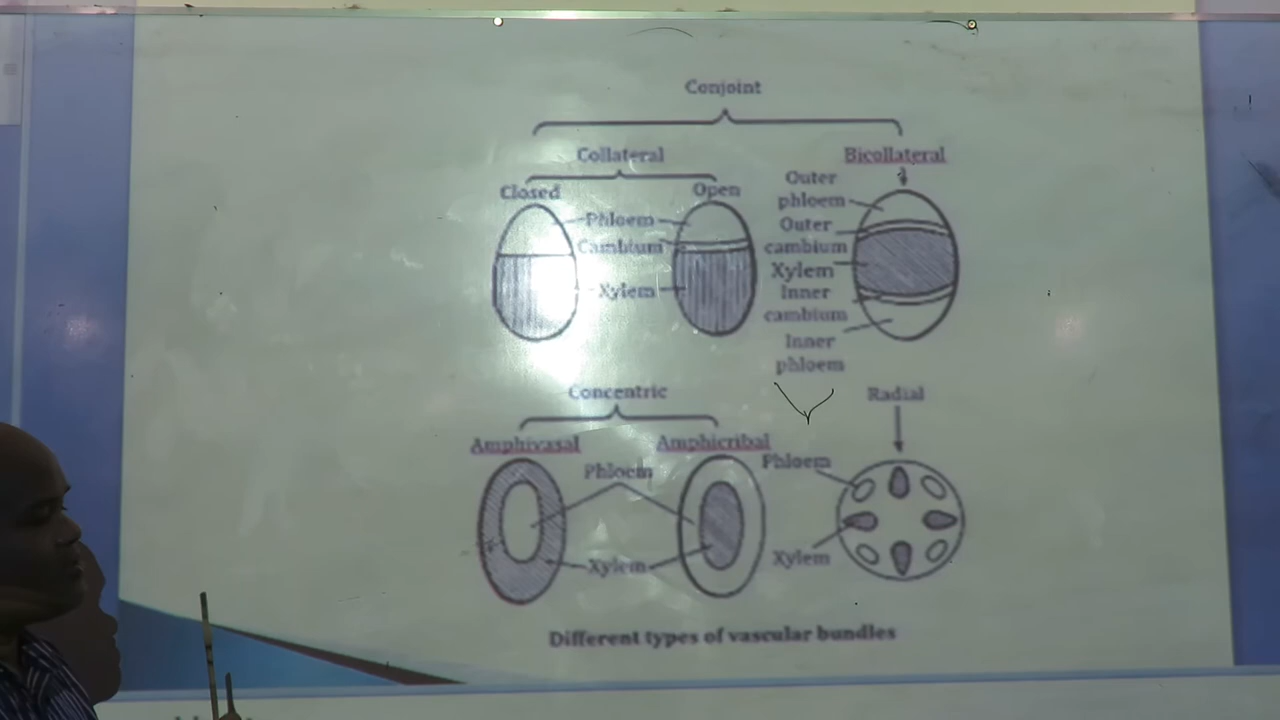 Conjoint
Collateral
Bicollateral
Closed
Open
Phloem
Cambium
Xylem
Outer
phloem
Outer
cambium
Xylem
Inner
cambium
Inner
phloem
Concentric
Radial
Amphivasal
Amphicribal
Phloem
Xylem
Phloem
Xylem
Different types of vascular bundles